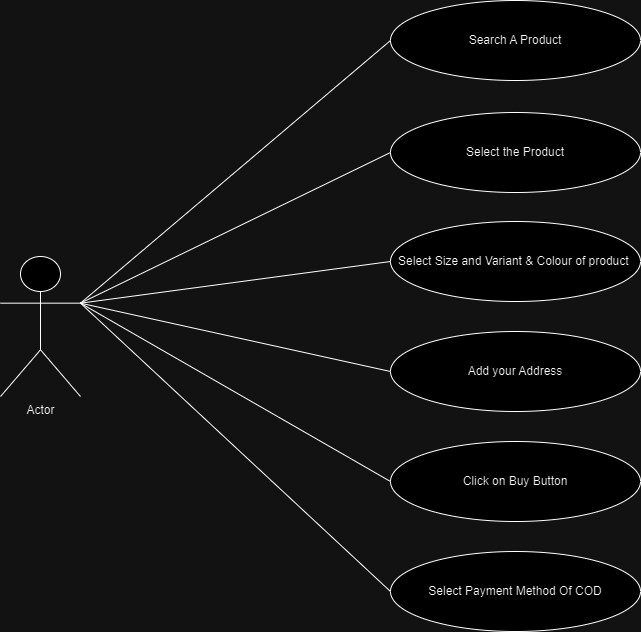 Search A Product
Select the Product
Select Size and Variant & Colour of product
Add your Address
Click on Buy Button
Select Payment Method Of COD
Actor